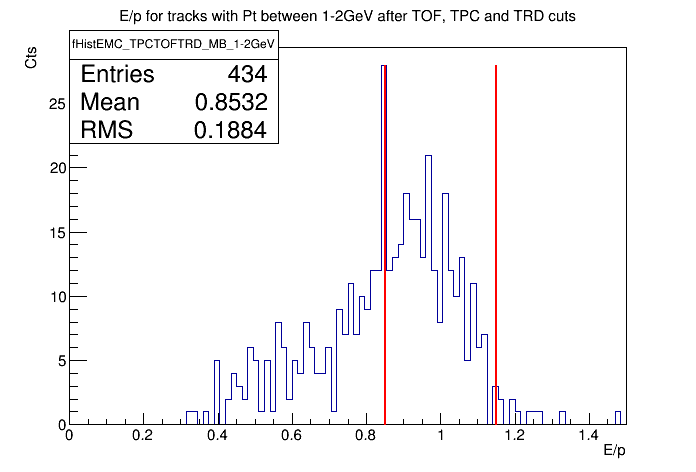 E/p for tracks with Pt between 1-2GeV after TOF, TPC and TRD cuts
fHistEMC_TPCTOFTRD_MB_1-2GeV
Entries 434
Mean 0.8532
RMS 0.1884
Cts
25
20
15
10
5
0
0 0.2 0.4 0.6 0.8 1 1.2 1.4
E/p